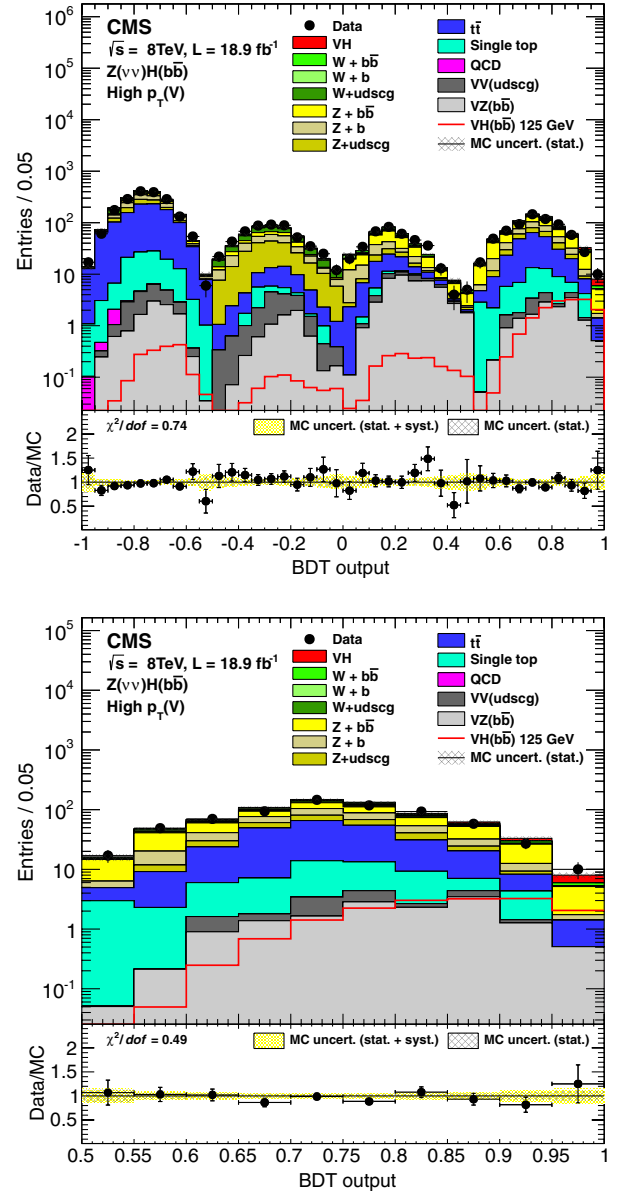 CMS
√s = 8TeV, L = 18.9 fb⁻¹
Z(νν)H(bb̅)
High p_T(V)
Data
VH
W + bb̅
W + b
W+udscg
Z + bb̅
Z + b
Z+udscg
tt̅
Single top
QCD
VV(udscg)
VZ(bb̅)
VH(bb̅) 125 GeV
MC uncert. (stat.)
Entries / 0.05
10⁶
10⁵
10⁴
10³
10²
10
1
10⁻¹
χ²/dof = 0.74
MC uncert. (stat. + syst.)
MC uncert. (stat.)
Data/MC
2
1.5
1
0.5
-1 -0.8 -0.6 -0.4 -0.2 0 0.2 0.4 0.6 0.8 1
BDT output
CMS
√s = 8TeV, L = 18.9 fb⁻¹
Z(νν)H(bb̅)
High p_T(V)
Data
VH
W + bb̅
W + b
W+udscg
Z + bb̅
Z + b
Z+udscg
tt̅
Single top
QCD
VV(udscg)
VZ(bb̅)
VH(bb̅) 125 GeV
MC uncert. (stat.)
Entries / 0.05
10⁵
10⁴
10³
10²
10
1
10⁻¹
χ²/dof = 0.49
MC uncert. (stat. + syst.)
MC uncert. (stat.)
Data/MC
2
1.5
1
0.5
0.5 0.55 0.6 0.65 0.7 0.75 0.8 0.85 0.9 0.95 1
BDT output